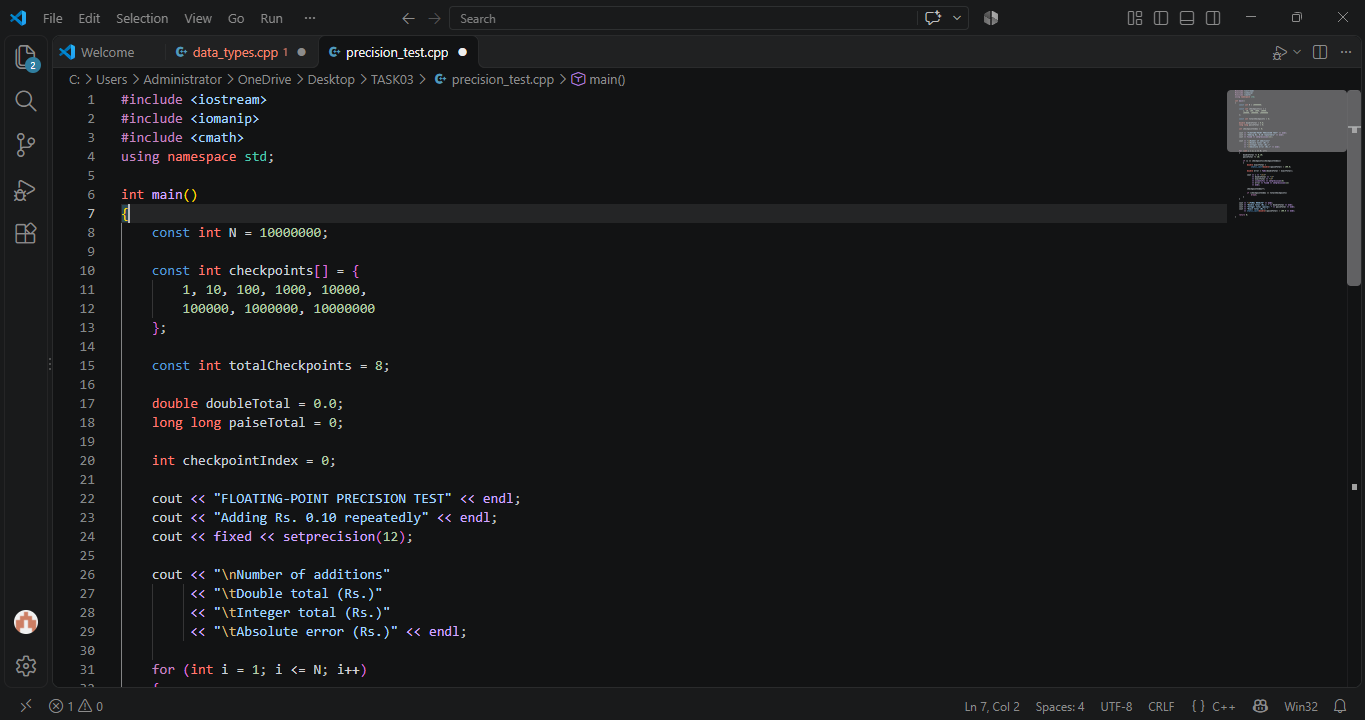 File Edit Selection View Go Run ··· Search
2
Welcome data_types.cpp 1 precision_test.cpp
C: > Users > Administrator > OneDrive > Desktop > TASK03 > precision_test.cpp > main()
1 #include <iostream>
2 #include <iomanip>
3 #include <cmath>
4 using namespace std;
5
6 int main()
7 {
8 const int N = 10000000;
9
10 const int checkpoints[] = {
11 1, 10, 100, 1000, 10000,
12 100000, 1000000, 10000000
13 };
14
15 const int totalCheckpoints = 8;
16
17 double doubleTotal = 0.0;
18 long long paiseTotal = 0;
19
20 int checkpointIndex = 0;
21
22 cout << "FLOATING-POINT PRECISION TEST" << endl;
23 cout << "Adding Rs. 0.10 repeatedly" << endl;
24 cout << fixed << setprecision(12);
25
26 cout << "\nNumber of additions"
27 << "\tDouble total (Rs.)"
28 << "\tInteger total (Rs.)"
29 << "\tAbsolute error (Rs.)" << endl;
30
31 for (int i = 1; i <= N; i++)
1 0 Ln 7, Col 2 Spaces: 4 UTF-8 CRLF { } C++ Win32